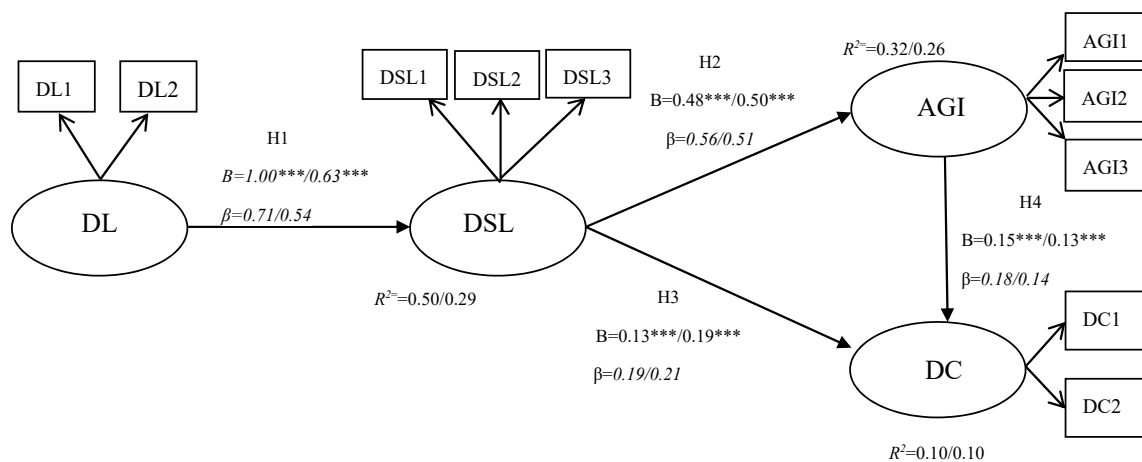 DL1
DL2
DSL1
DSL2
DSL3
H2
R²⁼=0.32/0.26
AGI1
AGI2
AGI3
AGI
B=0.48***/0.50***
β=0.56/0.51
H1
B=1.00***/0.63***
β=0.71/0.54
DL
DSL
R²⁼=0.50/0.29
H4
B=0.15***/0.13***
β=0.18/0.14
H3
B=0.13***/0.19***
β=0.19/0.21
DC
DC1
DC2
R²=0.10/0.10